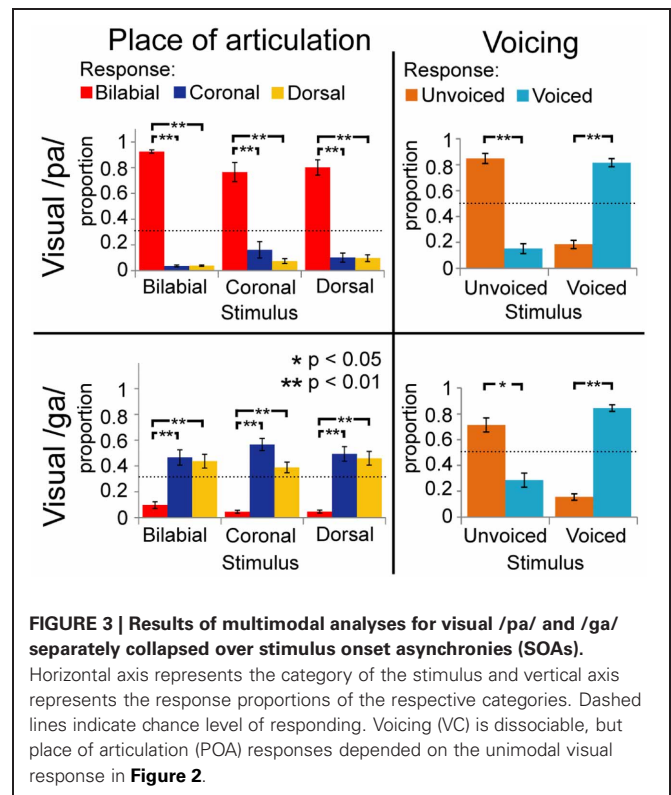 Place of articulation
Response:
Bilabial Coronal Dorsal
Voicing
Response:
Unvoiced Voiced
Visual /pa/
proportion
1
0.8
0.6
0.4
0.2
0
** ** ** ** ** **
Bilabial Coronal Dorsal
Stimulus
proportion
1
0.8
0.6
0.4
0.2
0
** **
Unvoiced Voiced
Stimulus
Visual /ga/
proportion
1
0.8
0.6
0.4
0.2
0
* p < 0.05
** p < 0.01
** ** ** ** ** **
Bilabial Coronal Dorsal
Stimulus
proportion
1
0.8
0.6
0.4
0.2
0
* **
Unvoiced Voiced
Stimulus
FIGURE 3 | Results of multimodal analyses for visual /pa/ and /ga/
separately collapsed over stimulus onset asynchronies (SOAs).
Horizontal axis represents the category of the stimulus and vertical axis
represents the response proportions of the respective categories. Dashed
lines indicate chance level of responding. Voicing (VC) is dissociable, but
place of articulation (POA) responses depended on the unimodal visual
response in Figure 2.